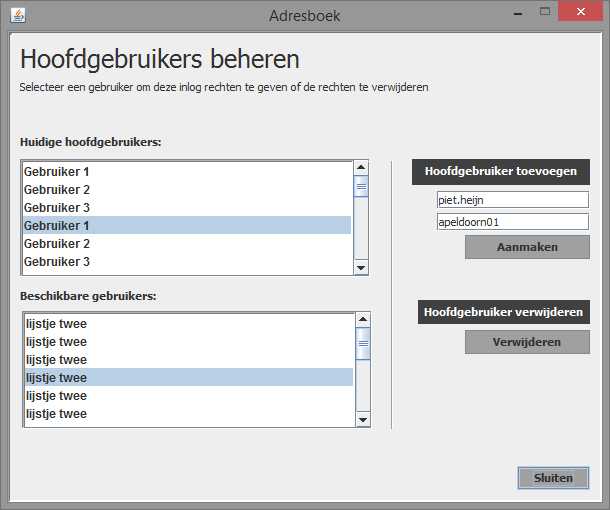 Adresboek
Hoofdgebruikers beheren
Selecteer een gebruiker om deze inlog rechten te geven of de rechten te verwijderen
Huidige hoofdgebruikers:
Gebruiker 1
Gebruiker 2
Gebruiker 3
Gebruiker 1
Gebruiker 2
Gebruiker 3
Beschikbare gebruikers:
lijstje twee
lijstje twee
lijstje twee
lijstje twee
lijstje twee
lijstje twee
Hoofdgebruiker toevoegen
piet.heijn
apeldoorn01
Aanmaken
Hoofdgebruiker verwijderen
Verwijderen
Sluiten